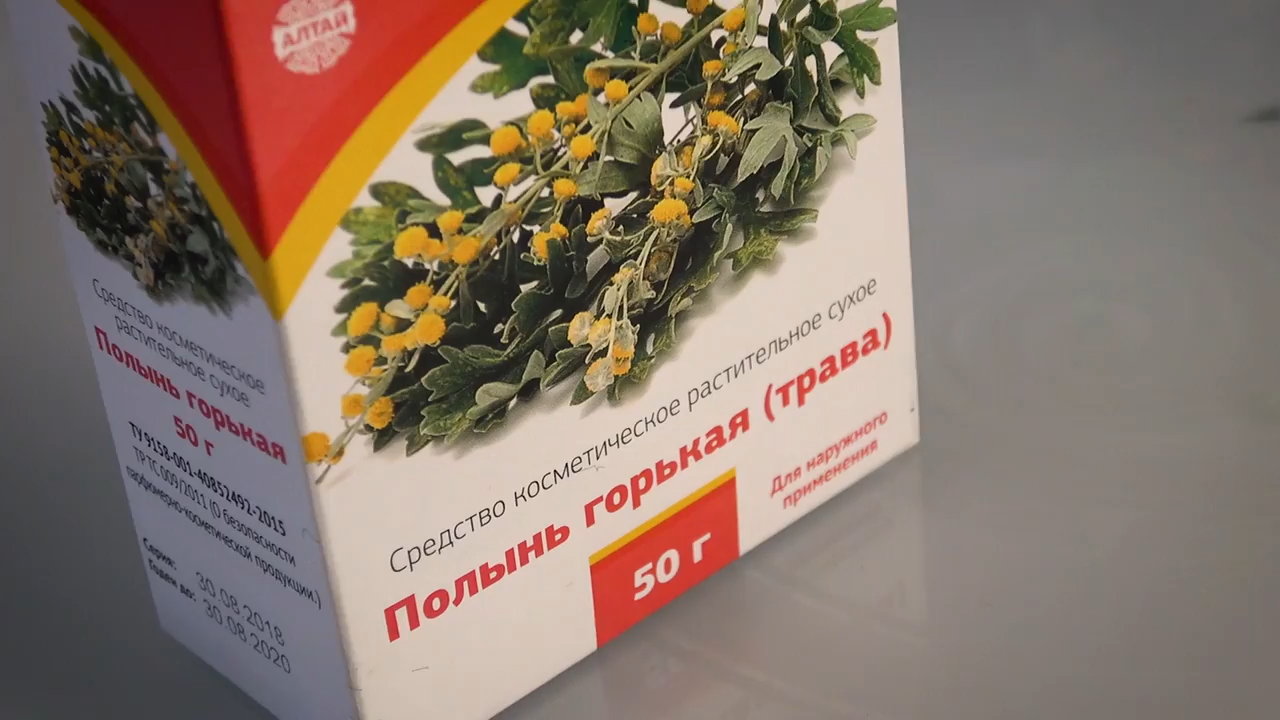 АЛТАЙ
Средство косметическое
растительное сухое
Полынь горькая
50 г
ТУ 9158-001-40852492-2015
ТР ТС 009/2011 (О безопасности
парфюмерно-косметической продукции.)
Серия: 30.08.2018
Годен до: 30.08.2020
Средство косметическое растительное сухое
Полынь горькая (трава)
50 г
Для наружного
применения